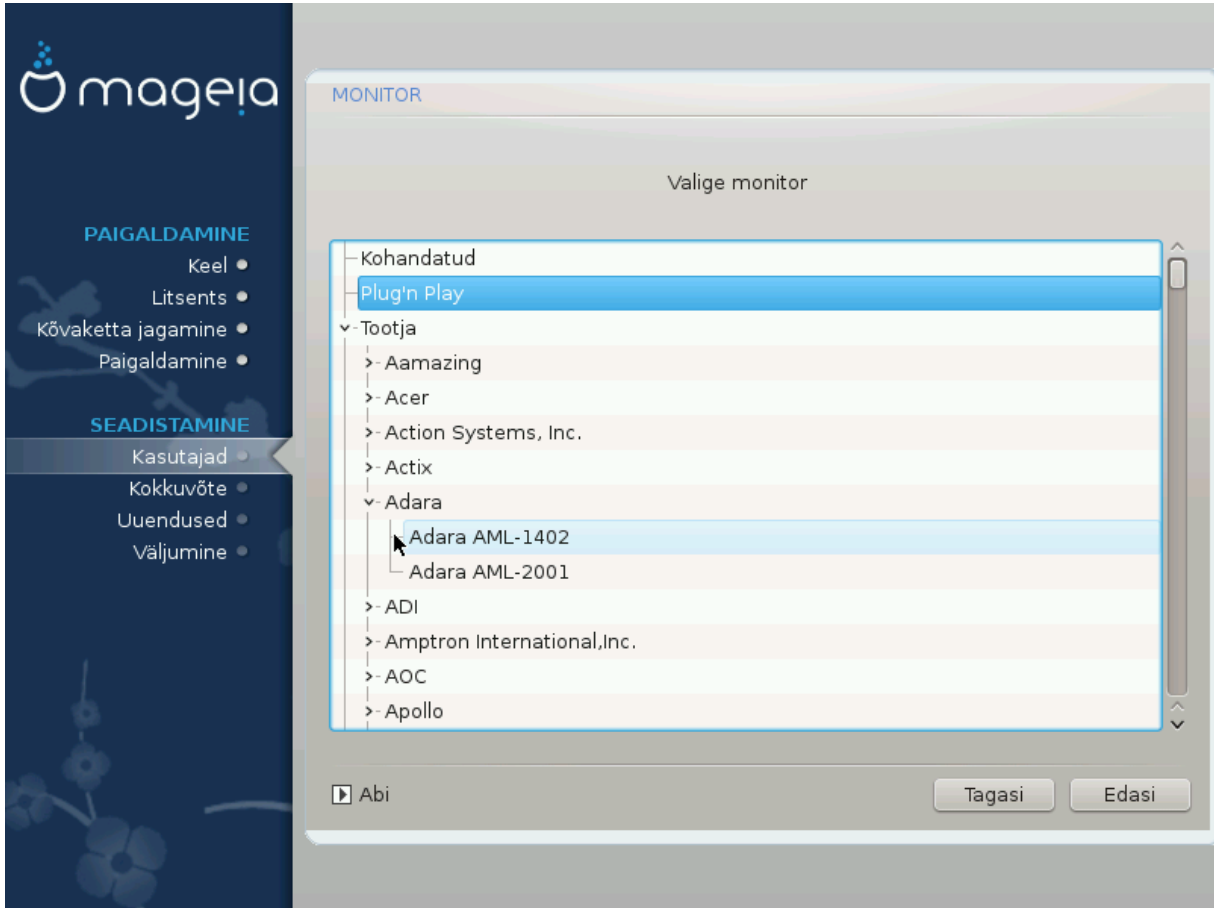 mageia
PAIGALDAMINE
Keel
Litsents
Kõvaketta jagamine
Paigaldamine
SEADISTAMINE
Kasutajad
Kokkuvõte
Uuendused
Väljumine
MONITOR
Valige monitor
Kohandatud
Plug'n Play
Tootja
Aamazing
Acer
Action Systems, Inc.
Actix
Adara
Adara AML-1402
Adara AML-2001
ADI
Amptron International,Inc.
AOC
Apollo
Abi
Tagasi
Edasi